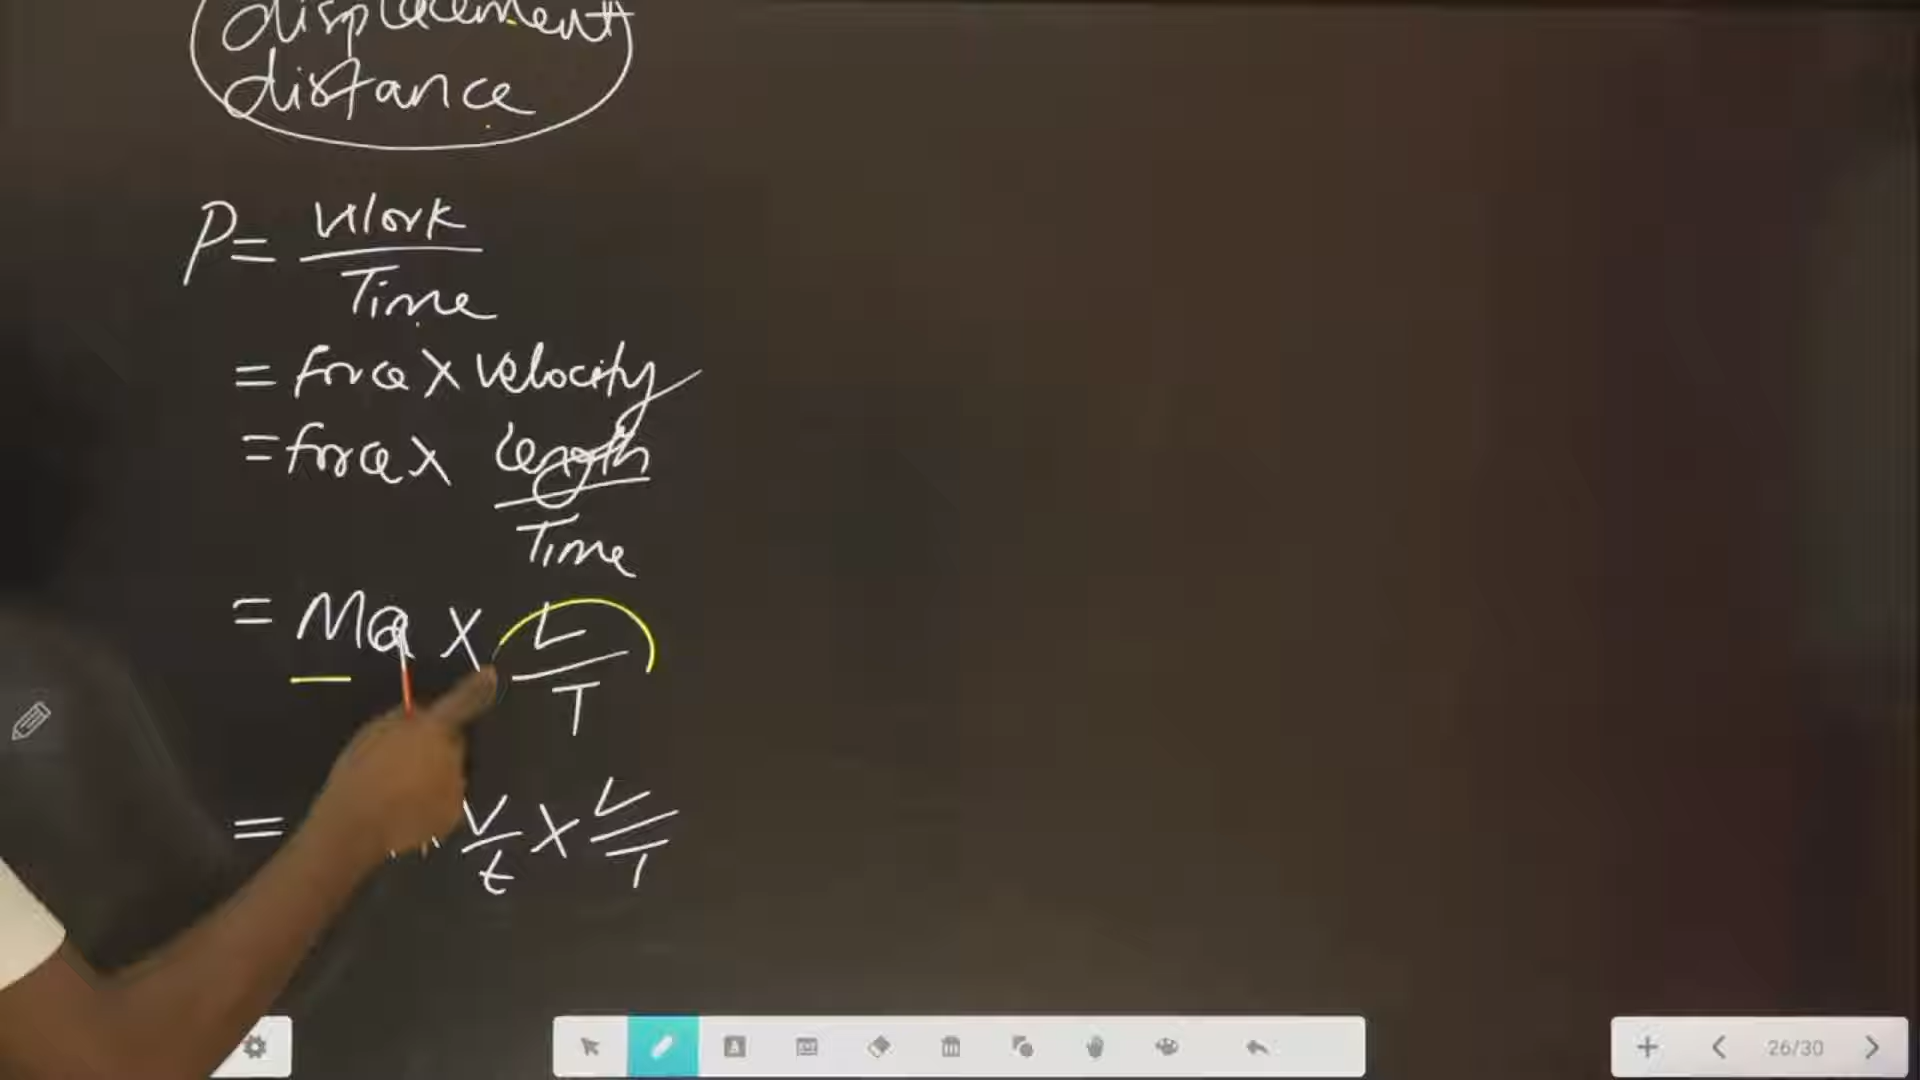 displacement
distance
P = Work / Time
= force X velocity
= force X length / Time
= Ma X L / T
= V / t X L / T
26/30